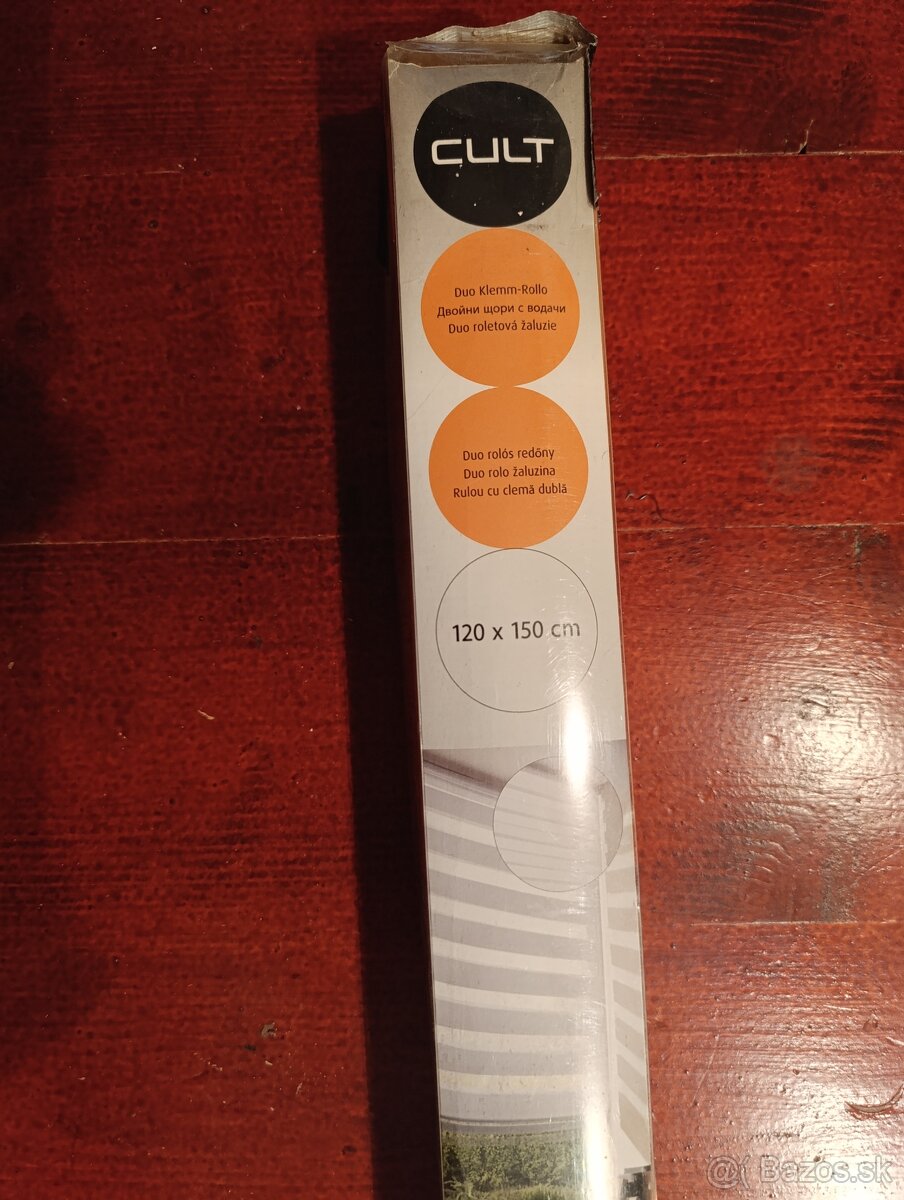 CULT
Duo Klemm-Rollo
Двойни щори с водачи
Duo roletová žaluzie
Duo rolós redőny
Duo rolo žaluzina
Rulou cu clemă dublă
120 x 150 cm
Bazos.sk